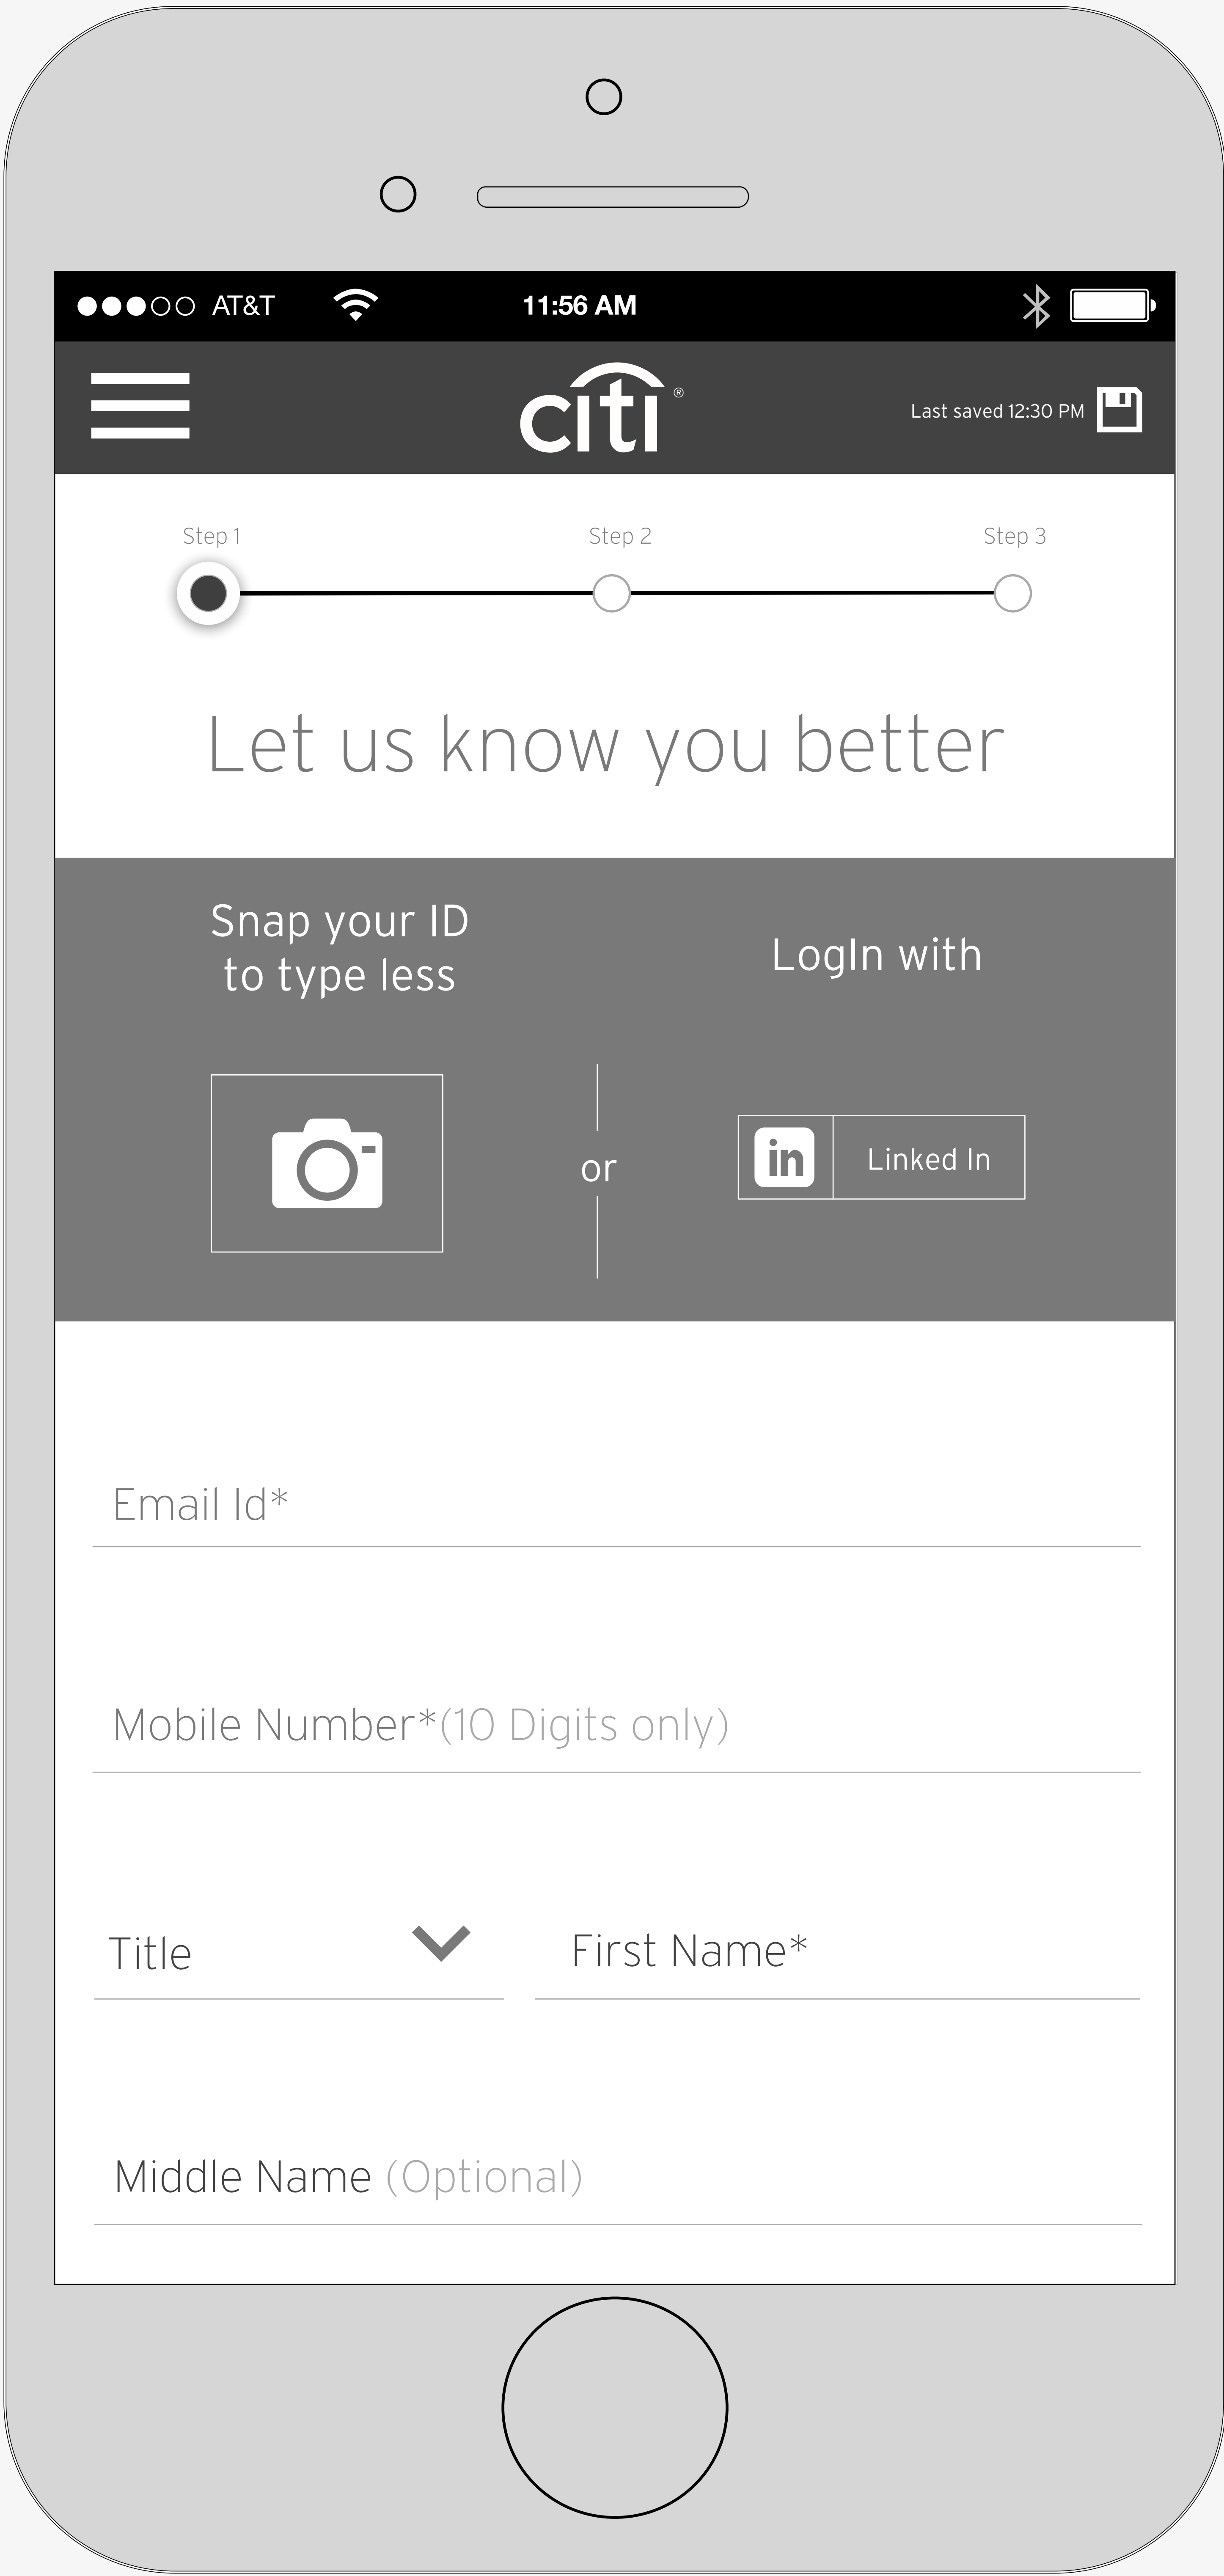 AT&T 11:56 AM
citi® Last saved 12:30 PM
Step 1 Step 2 Step 3
Let us know you better
Snap your ID
to type less
LogIn with
or
in Linked In
Email Id*
Mobile Number*(10 Digits only)
Title First Name*
Middle Name (Optional)